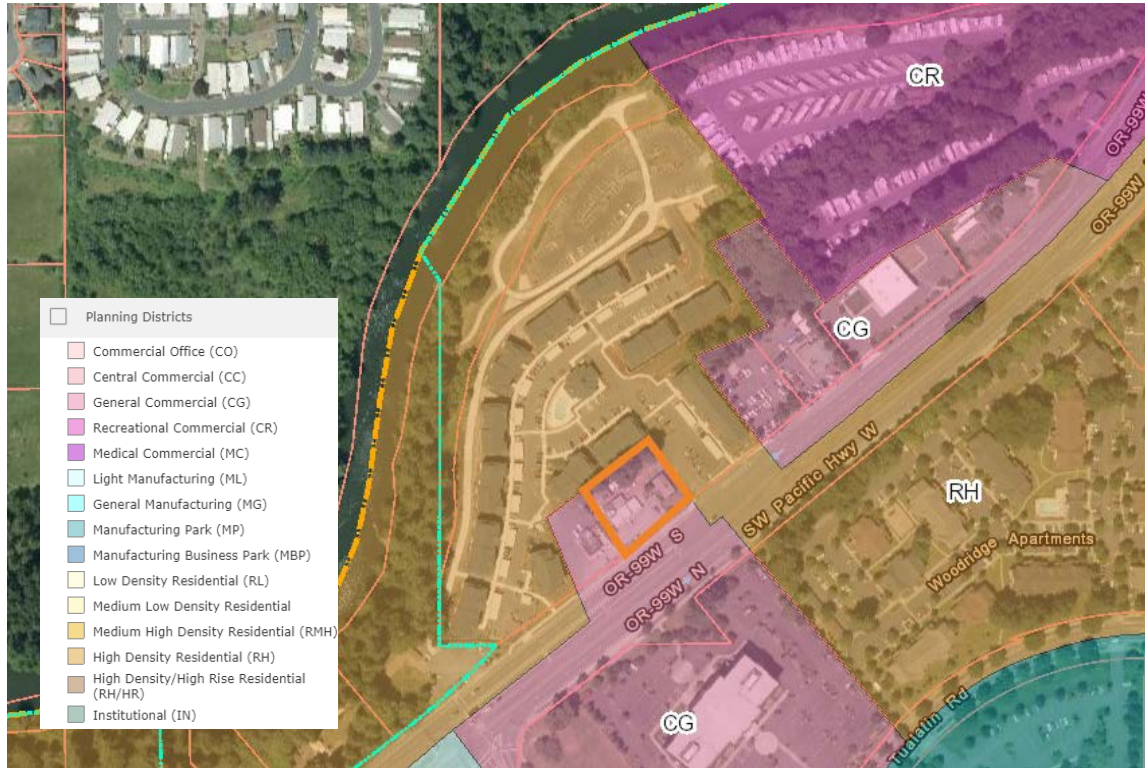 CR
OR-99W
OR-99W
CG
SW Pacific Hwy W
RH
Woodridge Apartments
OR-99W S
OR-99W N
CG
Tualatin Rd
Planning Districts
Commercial Office (CO)
Central Commercial (CC)
General Commercial (CG)
Recreational Commercial (CR)
Medical Commercial (MC)
Light Manufacturing (ML)
General Manufacturing (MG)
Manufacturing Park (MP)
Manufacturing Business Park (MBP)
Low Density Residential (RL)
Medium Low Density Residential
Medium High Density Residential (RMH)
High Density Residential (RH)
High Density/High Rise Residential
(RH/HR)
Institutional (IN)